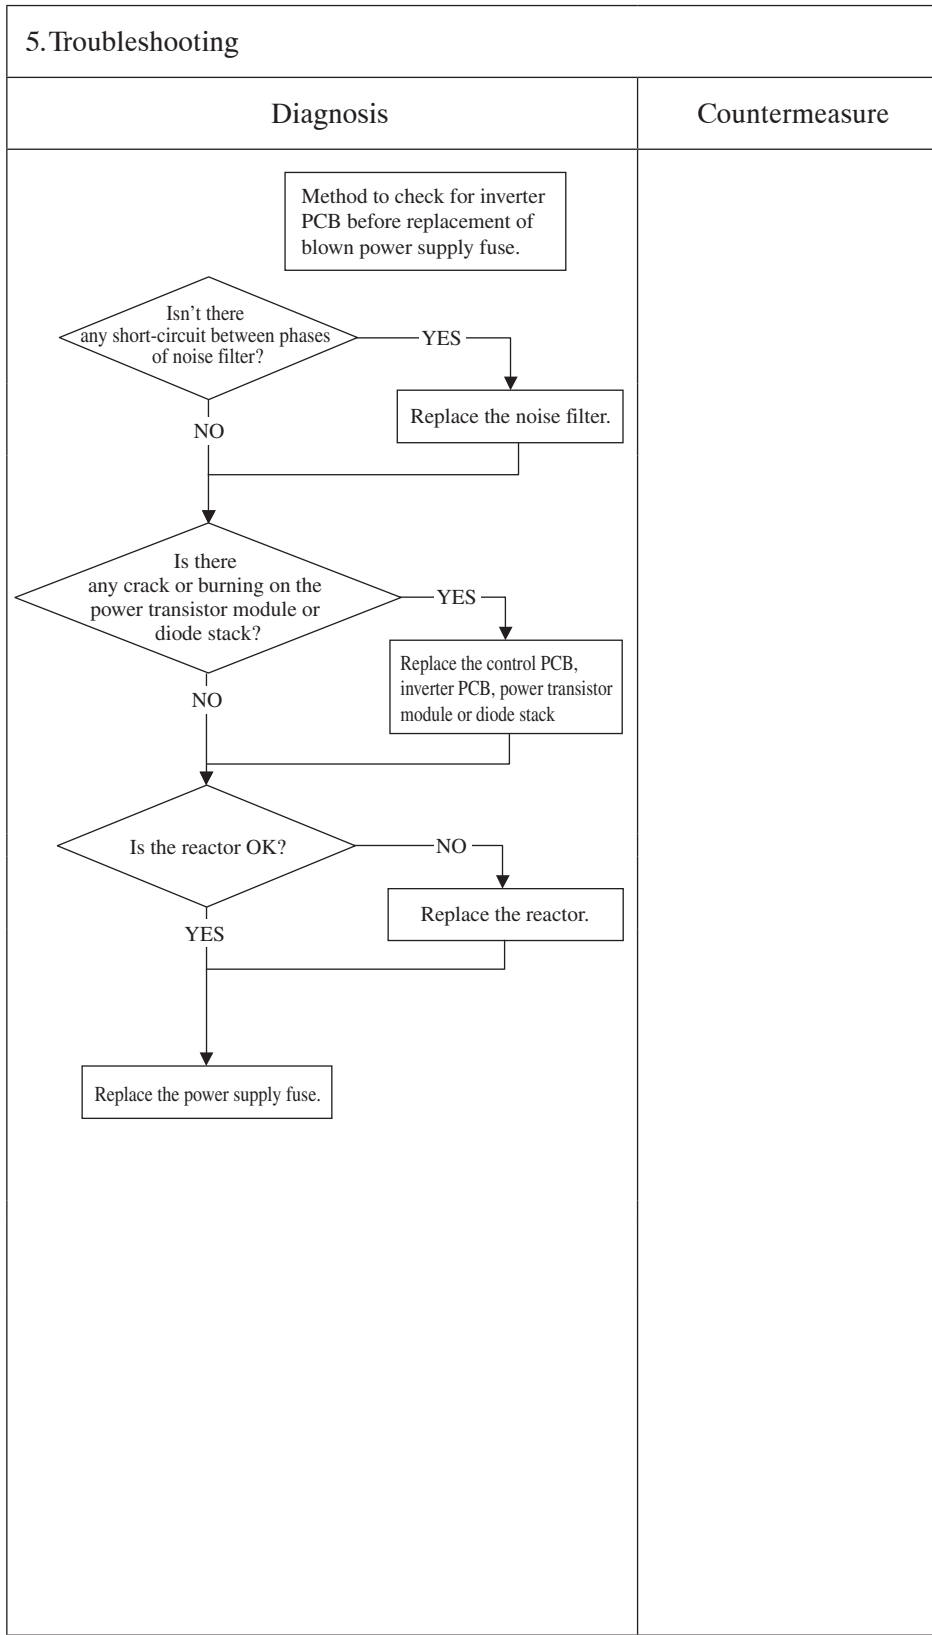 5.Troubleshooting
Diagnosis
Countermeasure
Method to check for inverter
PCB before replacement of
blown power supply fuse.
Isn't there
any short-circuit between phases
of noise filter?
YES
Replace the noise filter.
NO
Is there
any crack or burning on the
power transistor module or
diode stack?
YES
Replace the control PCB,
inverter PCB, power transistor
module or diode stack
NO
Is the reactor OK?
NO
Replace the reactor.
YES
Replace the power supply fuse.